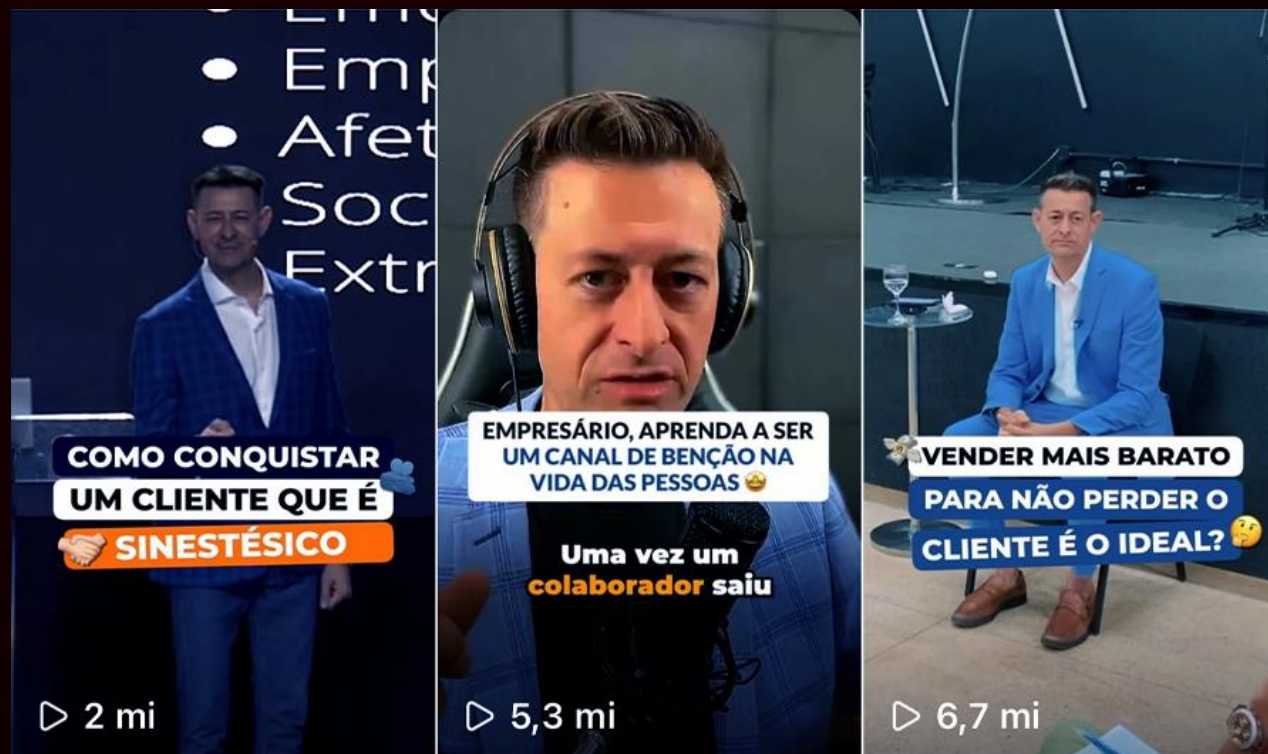 Emp
Afet
Soc
Extr
COMO CONQUISTAR
UM CLIENTE QUE É
SINESTÉSICO
2 mi
EMPRESÁRIO, APRENDA A SER
UM CANAL DE BENÇÃO NA
VIDA DAS PESSOAS 🤩
Uma vez um
colaborador saiu
5,3 mi
VENDER MAIS BARATO
PARA NÃO PERDER O
CLIENTE É O IDEAL? 🤔
6,7 mi